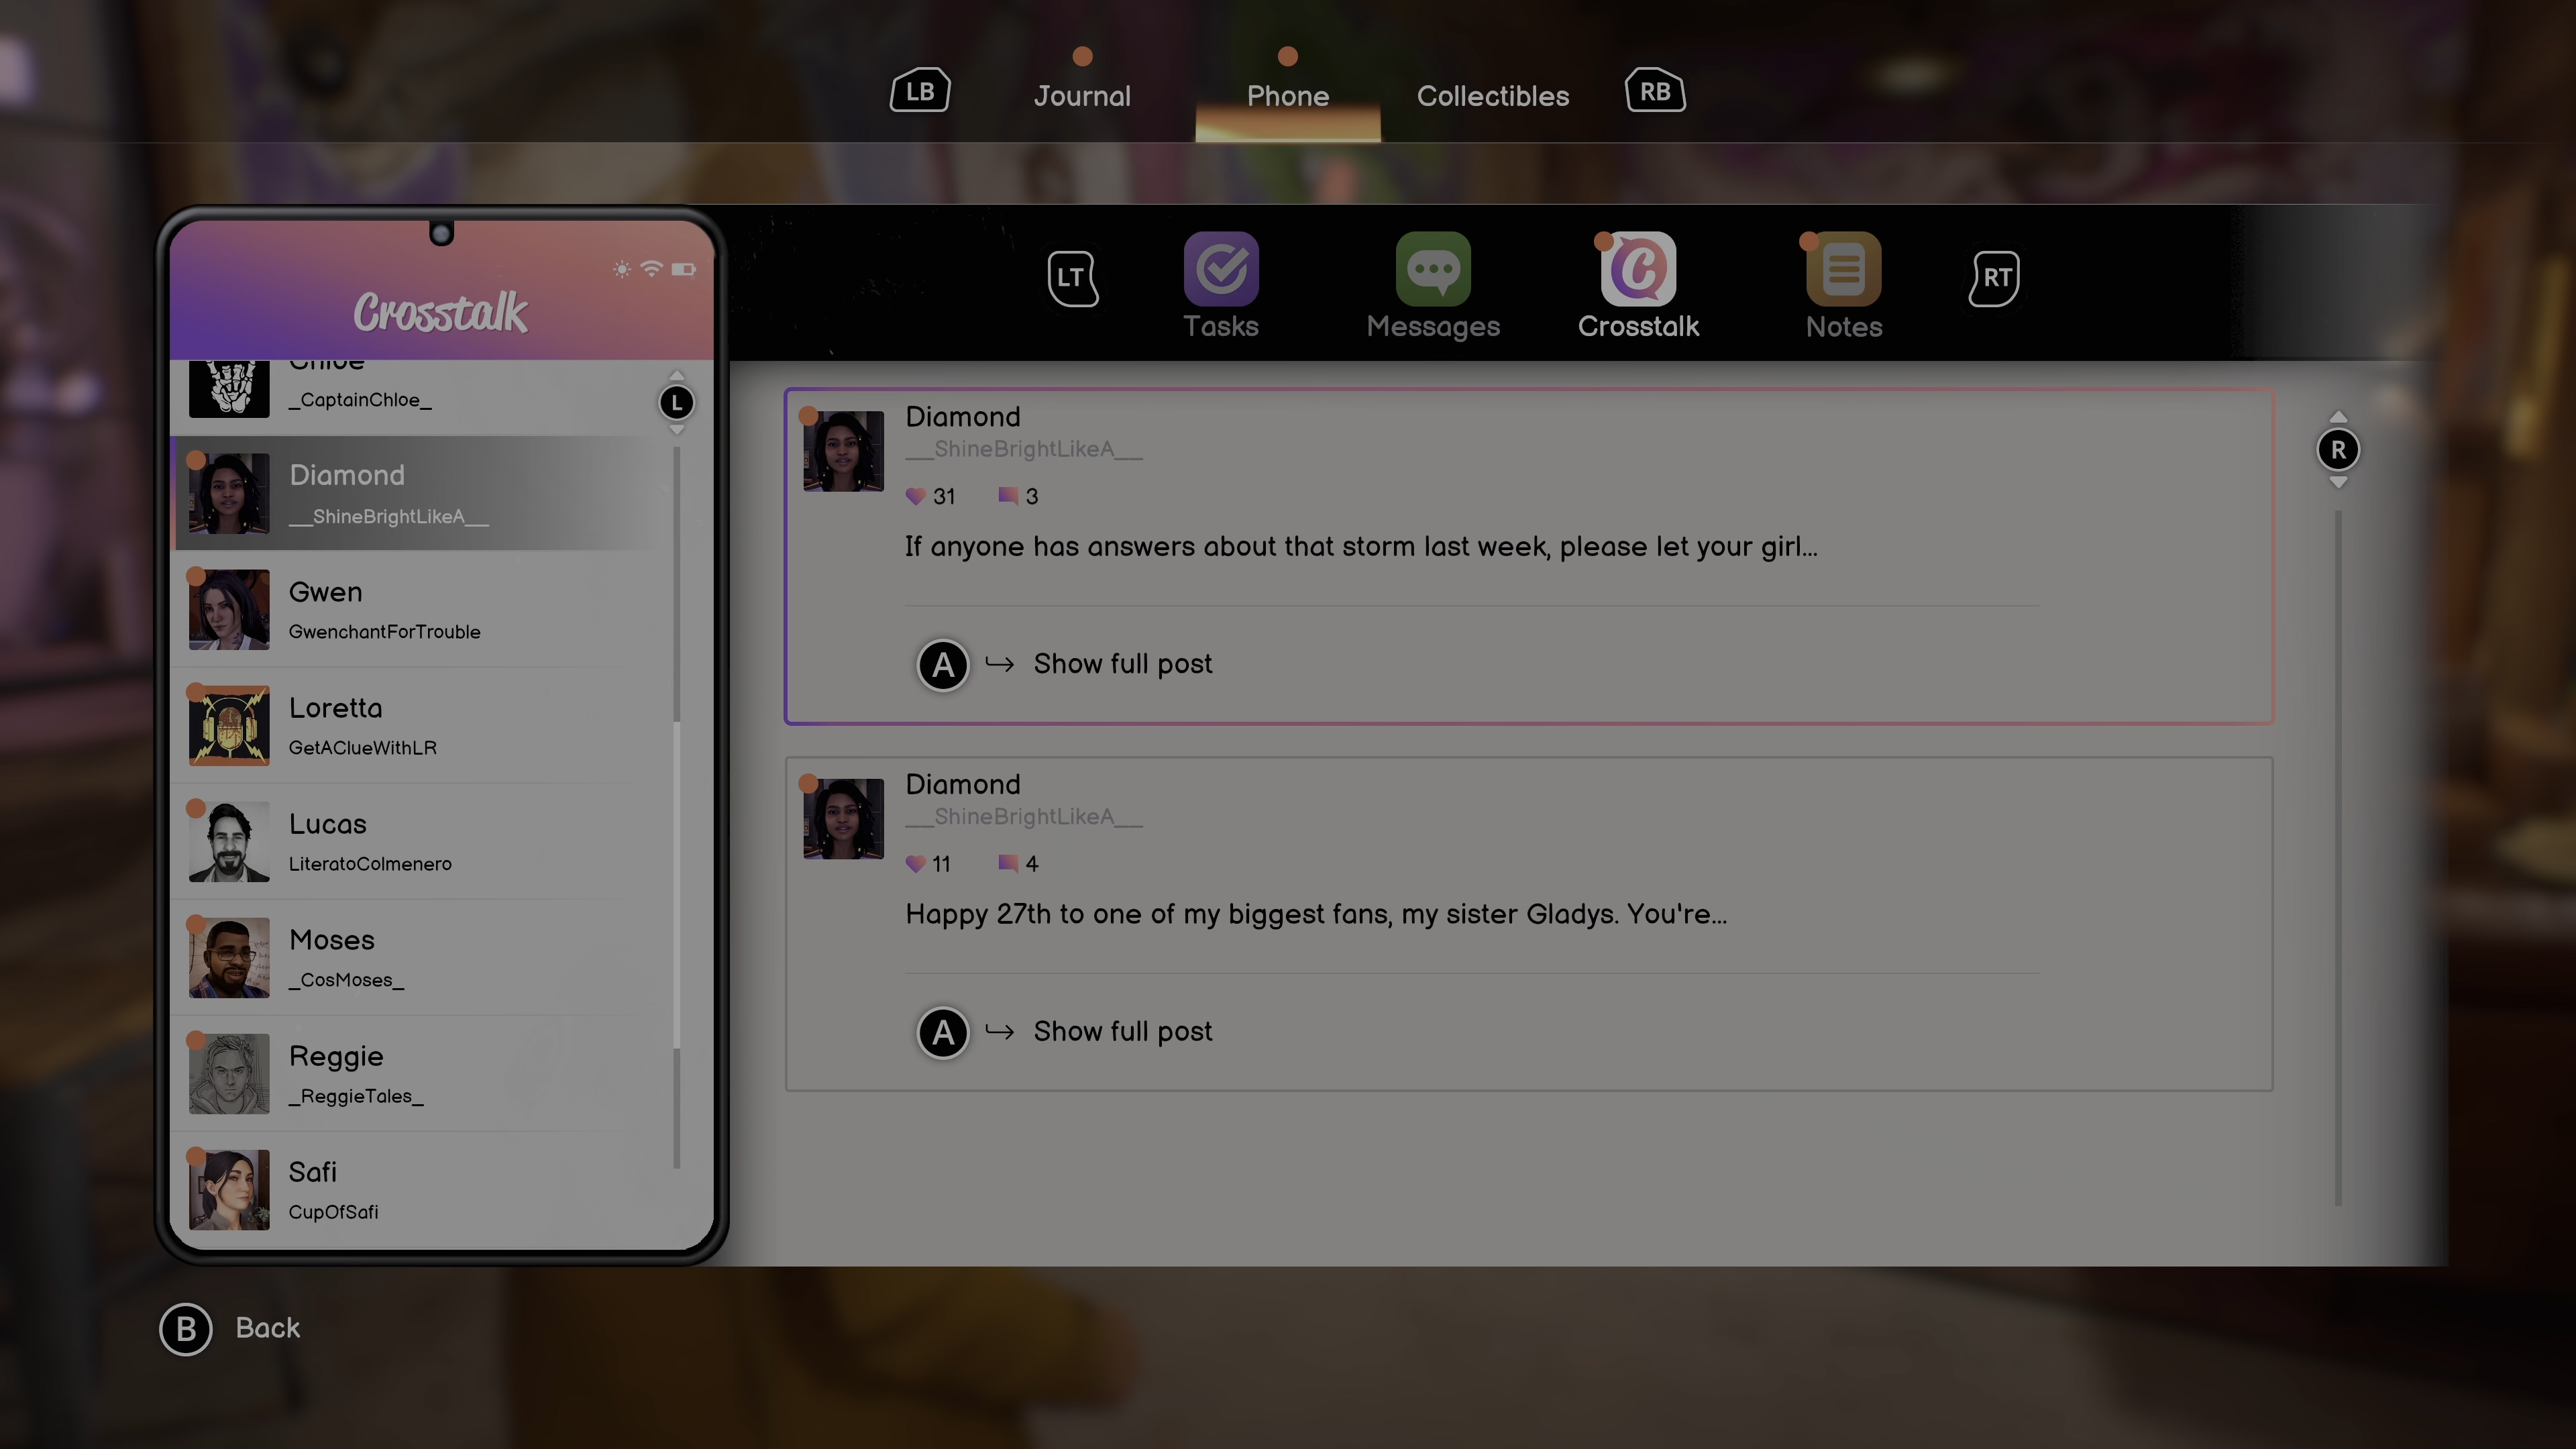 LB
Journal
Phone
Collectibles
RB
Crosstalk
Chloe
_CaptainChloe_
L
Diamond
__ShineBrightLikeA__
Gwen
GwenchantForTrouble
Loretta
GetAClueWithLR
Lucas
LiteratoColmenero
Moses
_CosMoses_
Reggie
_ReggieTales_
Safi
CupOfSafi
LT
Tasks
Messages
Crosstalk
Notes
RT
Diamond
__ShineBrightLikeA__
31 3
If anyone has answers about that storm last week, please let your girl...
A Show full post
R
Diamond
__ShineBrightLikeA__
11 4
Happy 27th to one of my biggest fans, my sister Gladys. You're...
A Show full post
B Back